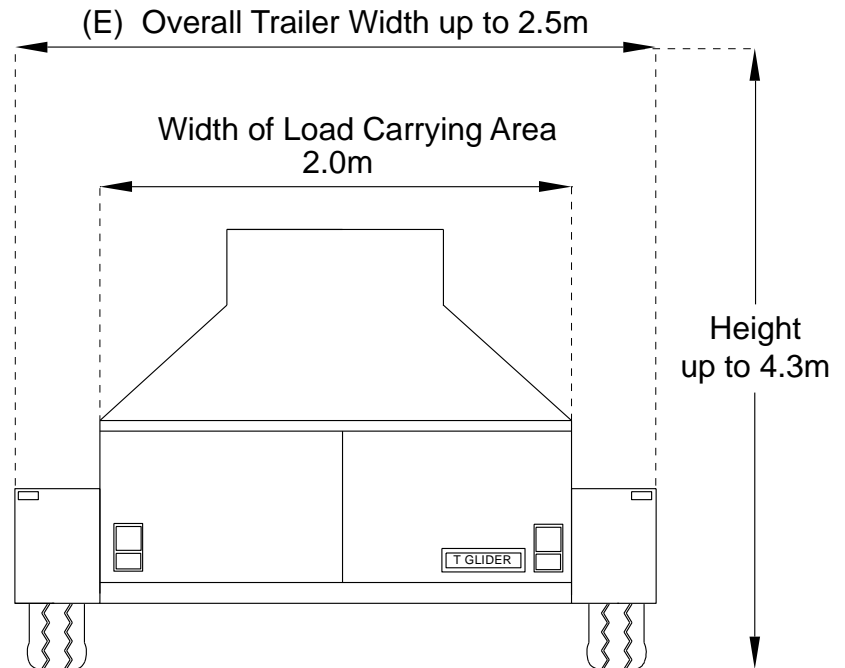 (E) Overall Trailer Width up to 2.5m
Width of Load Carrying Area
2.0m
Height
up to 4.3m
T GLIDER